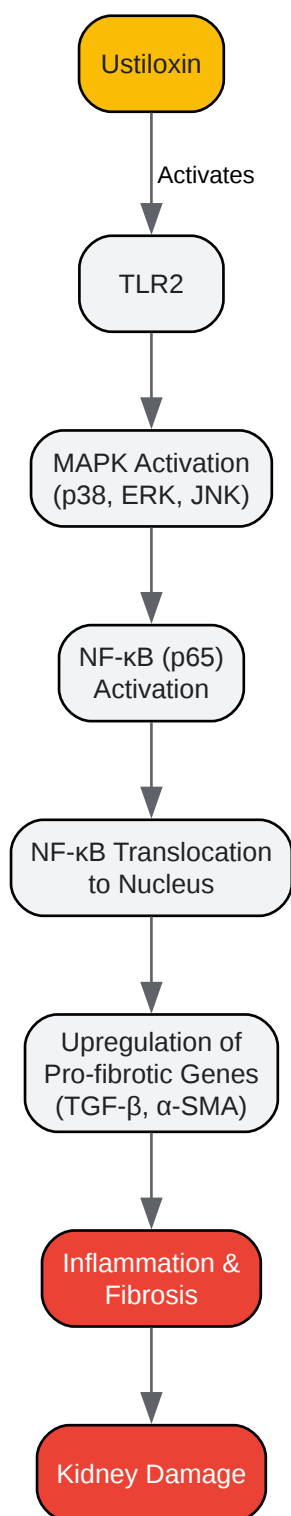 Ustiloxin
Activates
TLR2
MAPK Activation
(p38, ERK, JNK)
NF-κB (p65)
Activation
NF-κB Translocation
to Nucleus
Upregulation of
Pro-fibrotic Genes
(TGF-β, α-SMA)
Inflammation &
Fibrosis
Kidney Damage